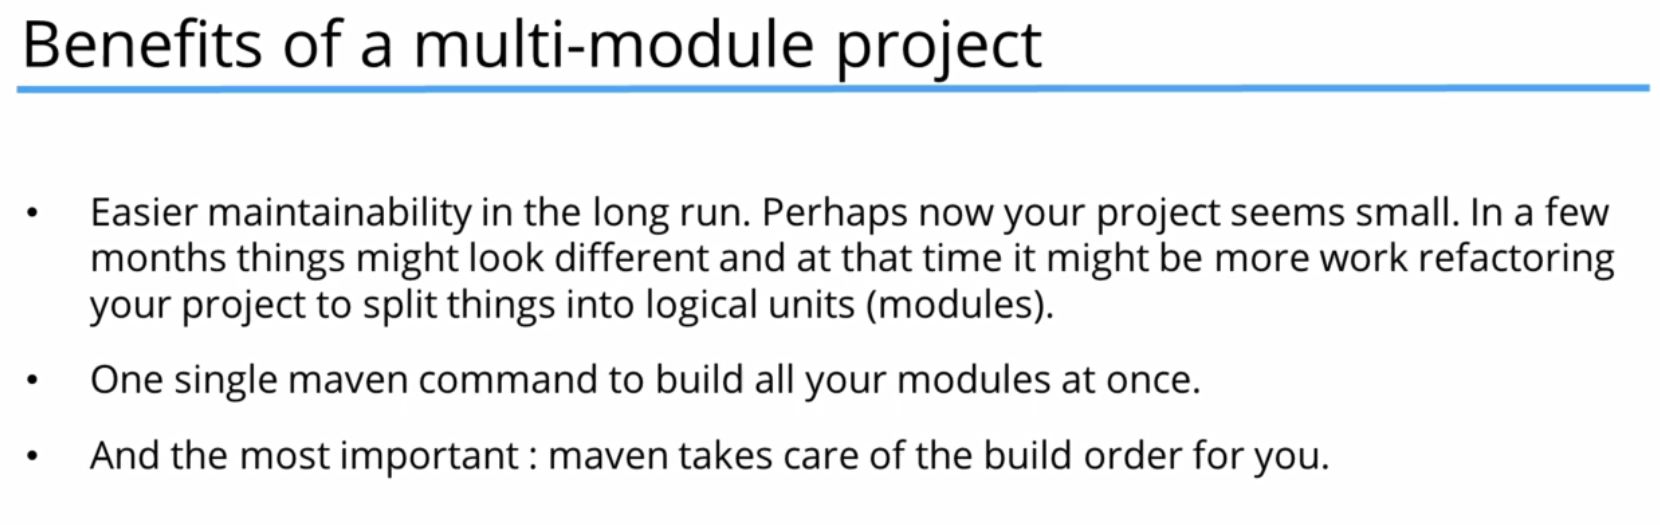 Benefits of a multi-module project
• Easier maintainability in the long run. Perhaps now your project seems small. In a few
months things might look different and at that time it might be more work refactoring
your project to split things into logical units (modules).
• One single maven command to build all your modules at once.
• And the most important : maven takes care of the build order for you.